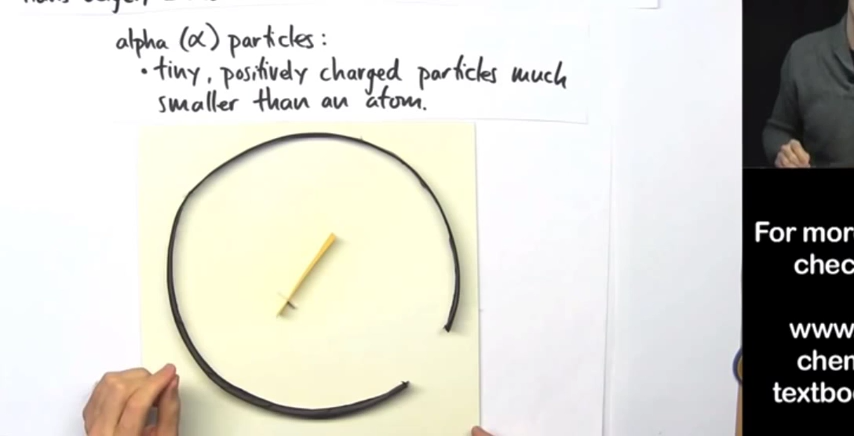 alpha (α) particles:
• tiny, positively charged particles much
smaller than an atom.
For mor
chec
www
chem
textbo